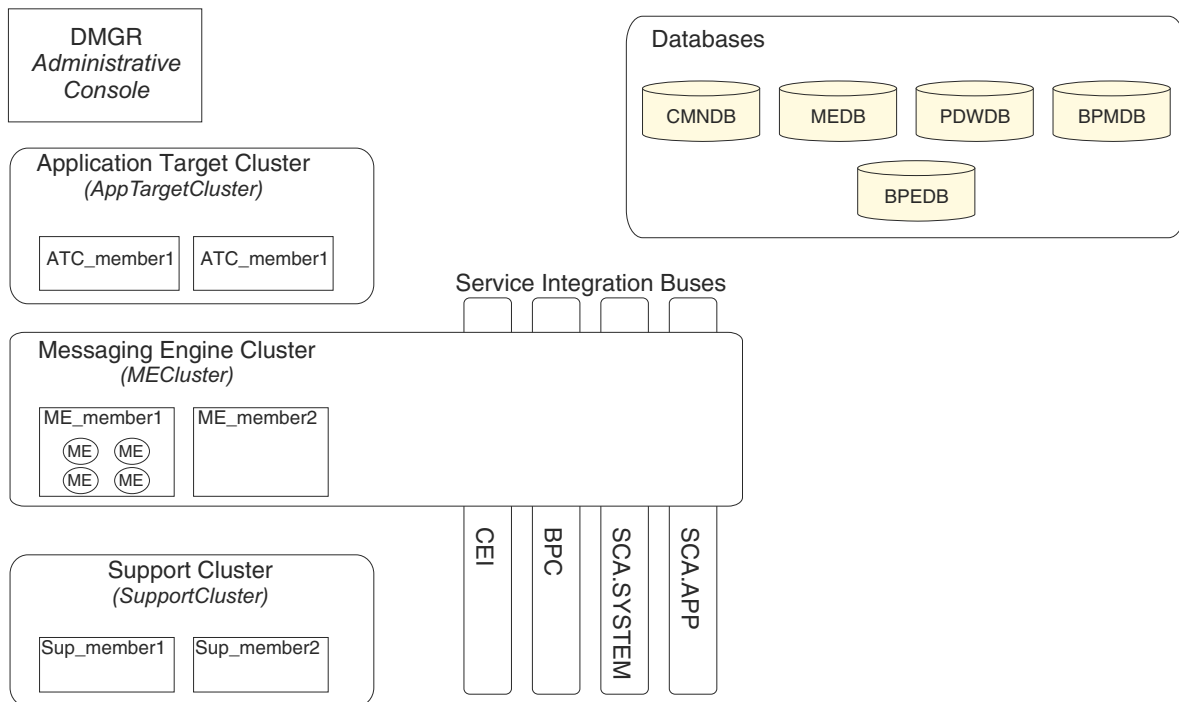 DMGR
Administrative
Console
Databases
CMNDB
MEDB
PDWDB
BPMDB
BPEDB
Application Target Cluster
(AppTargetCluster)
ATC_member1
ATC_member1
Service Integration Buses
Messaging Engine Cluster
(MECluster)
ME_member1
ME_member2
ME
ME
ME
ME
CEI
BPC
SCA.SYSTEM
SCA.APP
Support Cluster
(SupportCluster)
Sup_member1
Sup_member2